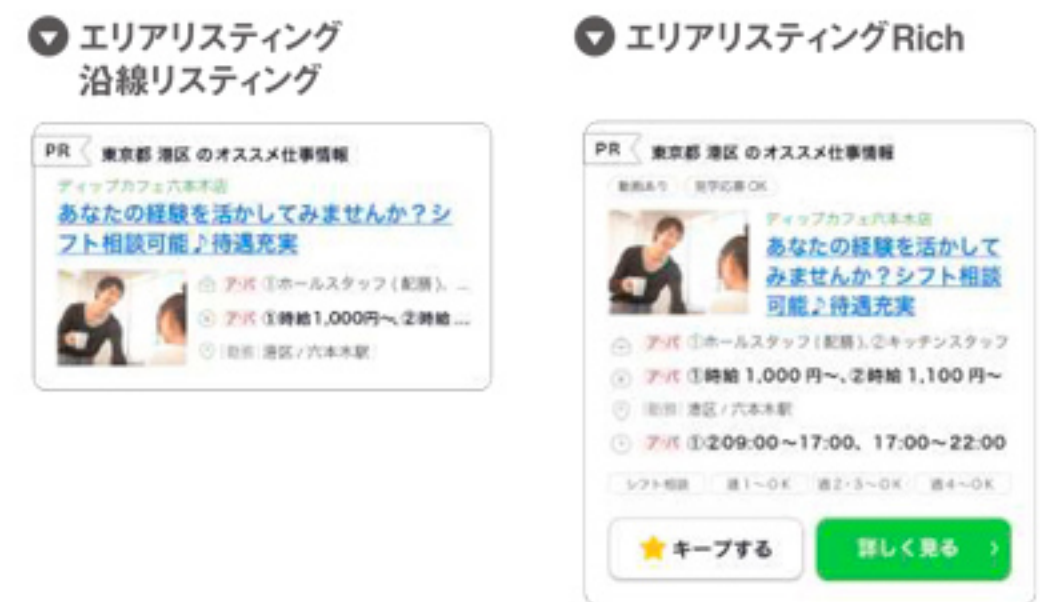 エリアリスティング
沿線リスティング
PR 東京都 港区 のオススメ仕事情報
ディップカフェ六本木店
あなたの経験を活かしてみませんか?シ
フト相談可能♪待遇充実
ア・パ ①ホールスタッフ(配膳)、...
ア・パ ①時給1,000円〜、②時給...
港区/六本木駅
エリアリスティングRich
PR 東京都 港区 のオススメ仕事情報
動画あり 見学応募OK
ディップカフェ六本木店
あなたの経験を活かして
みませんか?シフト相談
可能♪待遇充実
ア・パ ①ホールスタッフ(配膳)、②キッチンスタッフ
ア・パ ①時給 1,000 円〜、②時給 1,100 円〜
港区/六本木駅
ア・パ ①②09:00〜17:00、17:00〜22:00
シフト相談 週1〜OK 週2・3〜OK 週4〜OK
キープする 詳しく見る